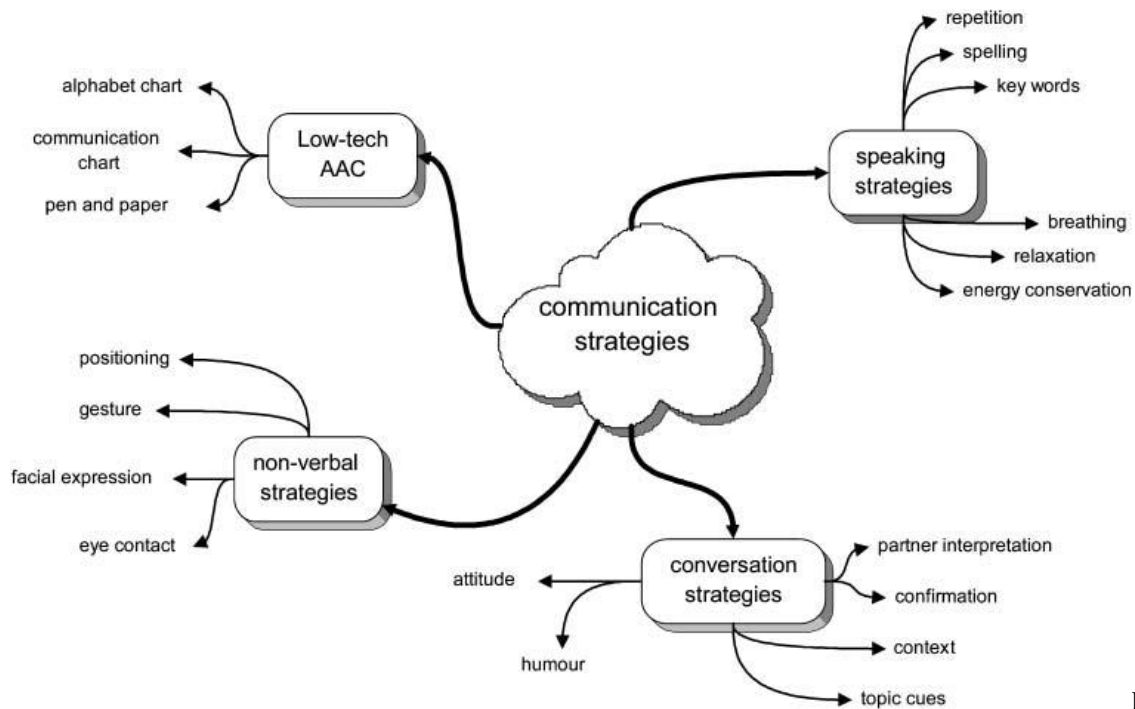 repetition
spelling
key words
speaking
strategies
breathing
relaxation
energy conservation
alphabet chart
communication
chart
pen and paper
Low-tech
AAC
communication
strategies
positioning
gesture
facial expression
eye contact
non-verbal
strategies
attitude
humour
conversation
strategies
partner interpretation
confirmation
context
topic cues